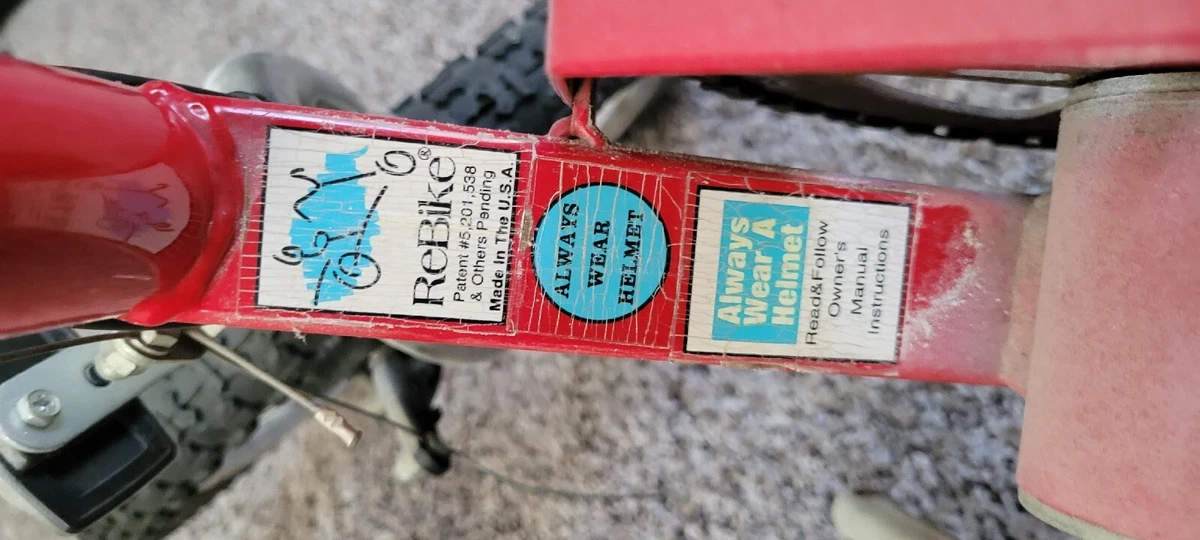 ReBike®
Patent #5,201,538
& Others Pending
Made In The U.S.A.
ALWAYS
WEAR
HELMET
Always
Wear A
Helmet
Read&Follow
Owner's
Manual
Instructions